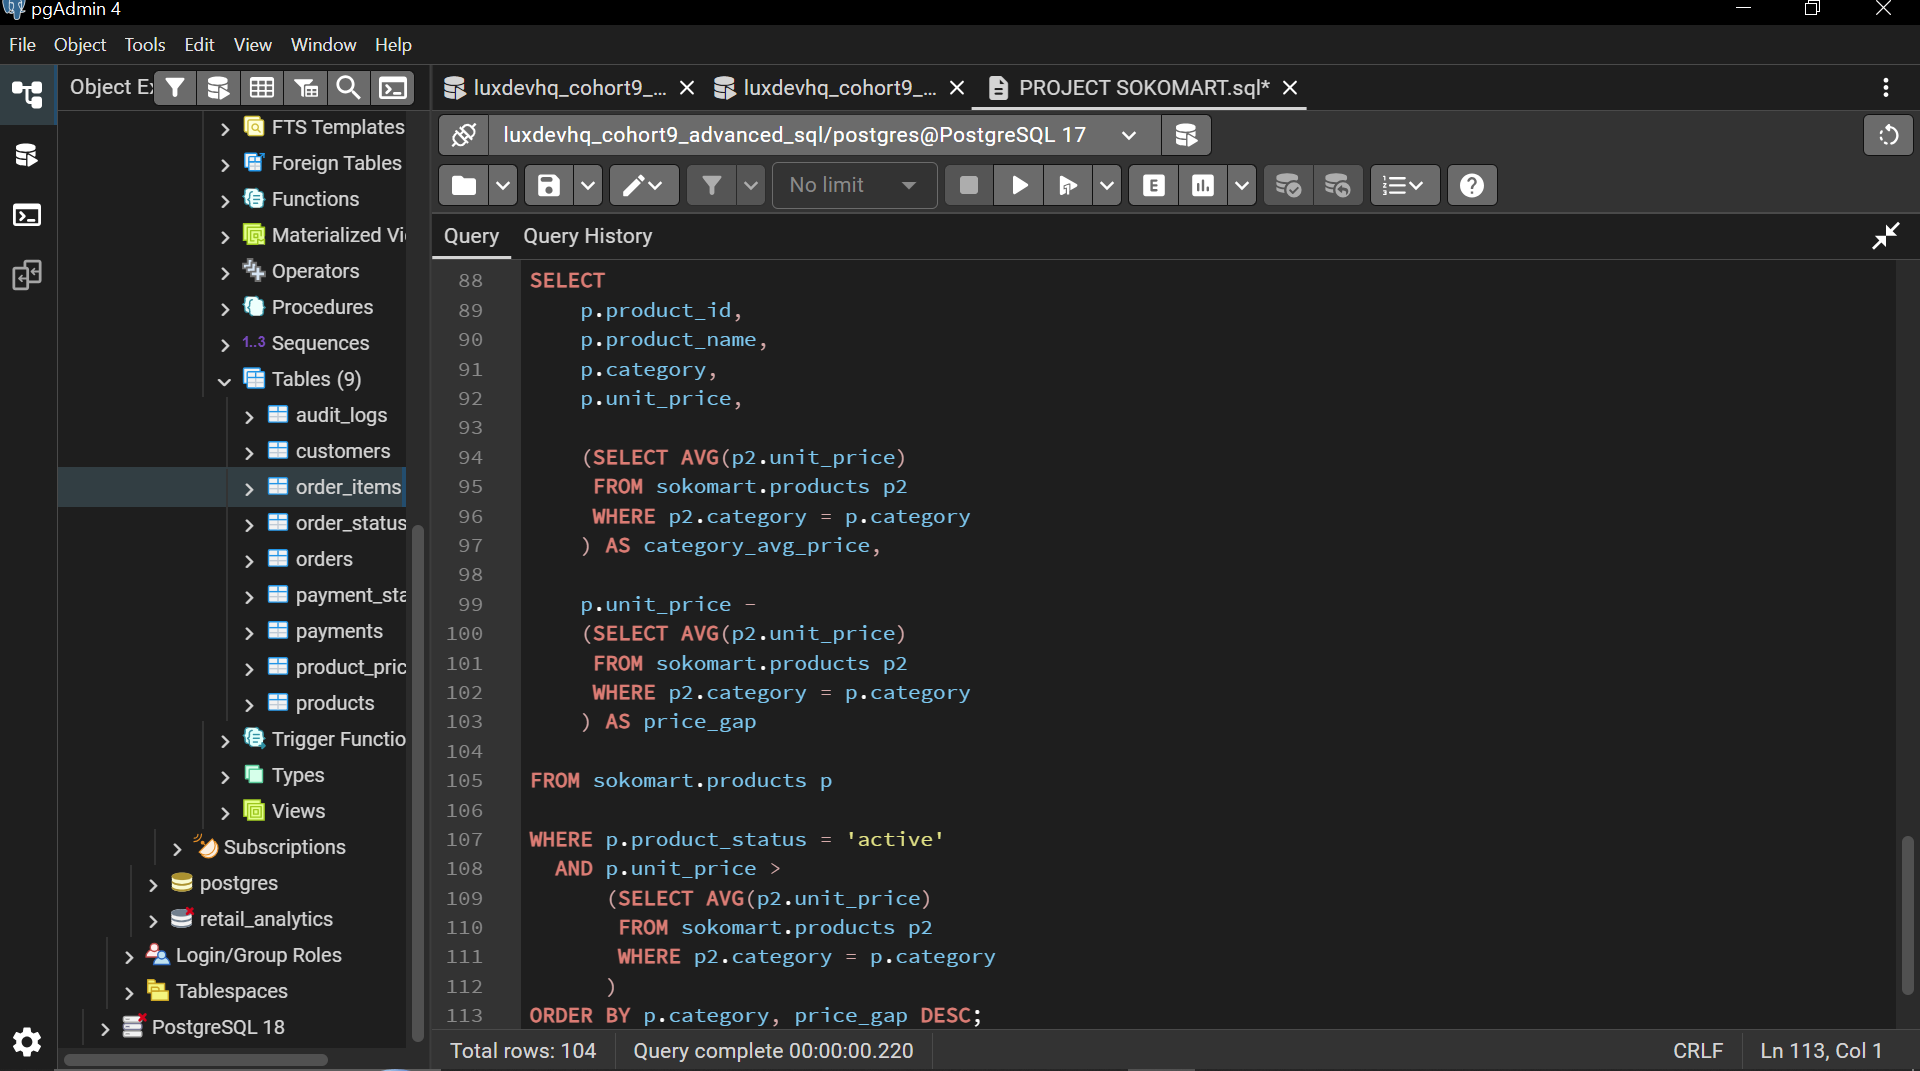 pgAdmin 4
File Object Tools Edit View Window Help
Object Ex
luxdevhq_cohort9_... luxdevhq_cohort9_... PROJECT SOKOMART.sql*
luxdevhq_cohort9_advanced_sql/postgres@PostgreSQL 17
No limit
Query Query History
FTS Templates
Foreign Tables
Functions
Materialized Vi
Operators
Procedures
1..3 Sequences
Tables (9)
audit_logs
customers
order_items
order_status
orders
payment_sta
payments
product_pric
products
Trigger Functio
Types
Views
Subscriptions
postgres
retail_analytics
Login/Group Roles
Tablespaces
PostgreSQL 18
88 SELECT
89 p.product_id,
90 p.product_name,
91 p.category,
92 p.unit_price,
93
94 (SELECT AVG(p2.unit_price)
95 FROM sokomart.products p2
96 WHERE p2.category = p.category
97 ) AS category_avg_price,
98
99 p.unit_price -
100 (SELECT AVG(p2.unit_price)
101 FROM sokomart.products p2
102 WHERE p2.category = p.category
103 ) AS price_gap
104
105 FROM sokomart.products p
106
107 WHERE p.product_status = 'active'
108 AND p.unit_price >
109 (SELECT AVG(p2.unit_price)
110 FROM sokomart.products p2
111 WHERE p2.category = p.category
112 )
113 ORDER BY p.category, price_gap DESC;
Total rows: 104 Query complete 00:00:00.220 CRLF Ln 113, Col 1